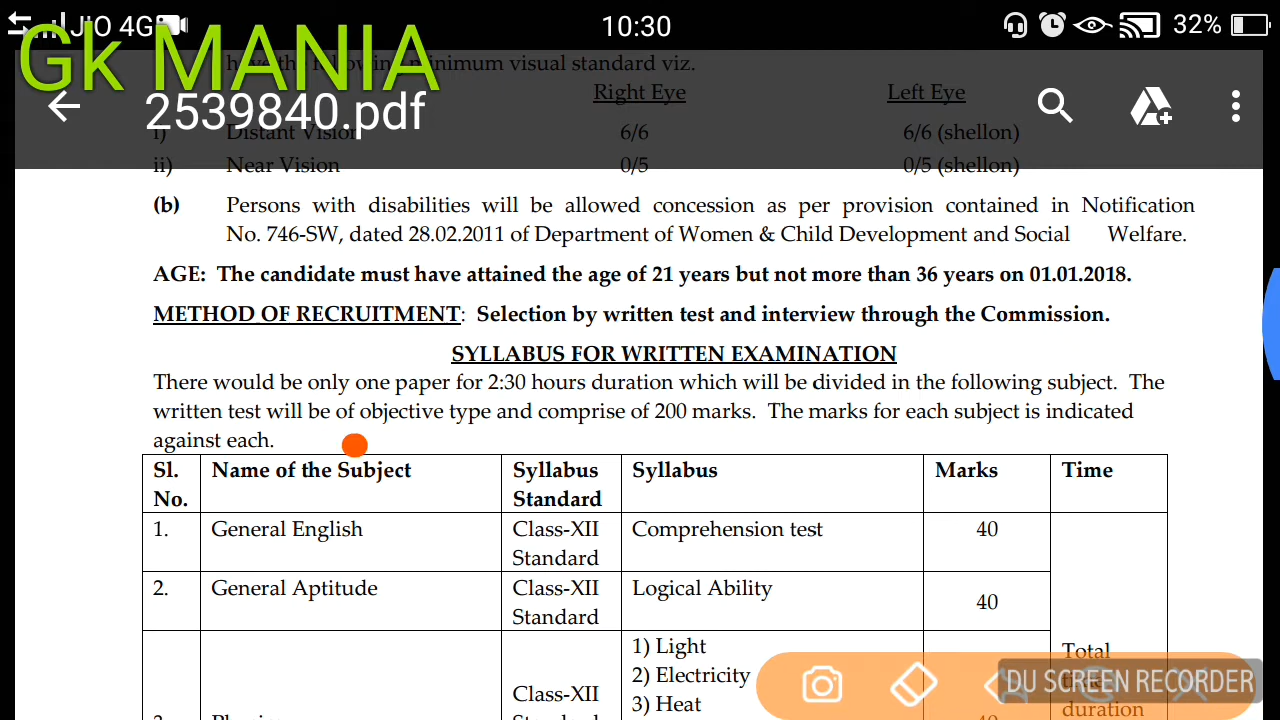 JIO 4G 10:30 32%
Gk MANIA
have the following minimum visual standard viz.
2539840.pdf
Right Eye Left Eye
i) Distant Vision 6/6 6/6 (shellon)
ii) Near Vision 0/5 0/5 (shellon)
(b) Persons with disabilities will be allowed concession as per provision contained in Notification
No. 746-SW, dated 28.02.2011 of Department of Women & Child Development and Social Welfare.
AGE: The candidate must have attained the age of 21 years but not more than 36 years on 01.01.2018.
METHOD OF RECRUITMENT: Selection by written test and interview through the Commission.
SYLLABUS FOR WRITTEN EXAMINATION
There would be only one paper for 2:30 hours duration which will be divided in the following subject. The
written test will be of objective type and comprise of 200 marks. The marks for each subject is indicated
against each.
Sl. Name of the Subject Syllabus Syllabus Marks Time
No. Standard
1. General English Class-XII Comprehension test 40
Standard
2. General Aptitude Class-XII Logical Ability
Standard 40
1) Light
Total
2) Electricity
DU SCREEN RECORDER
Class-XII
3) Heat
duration